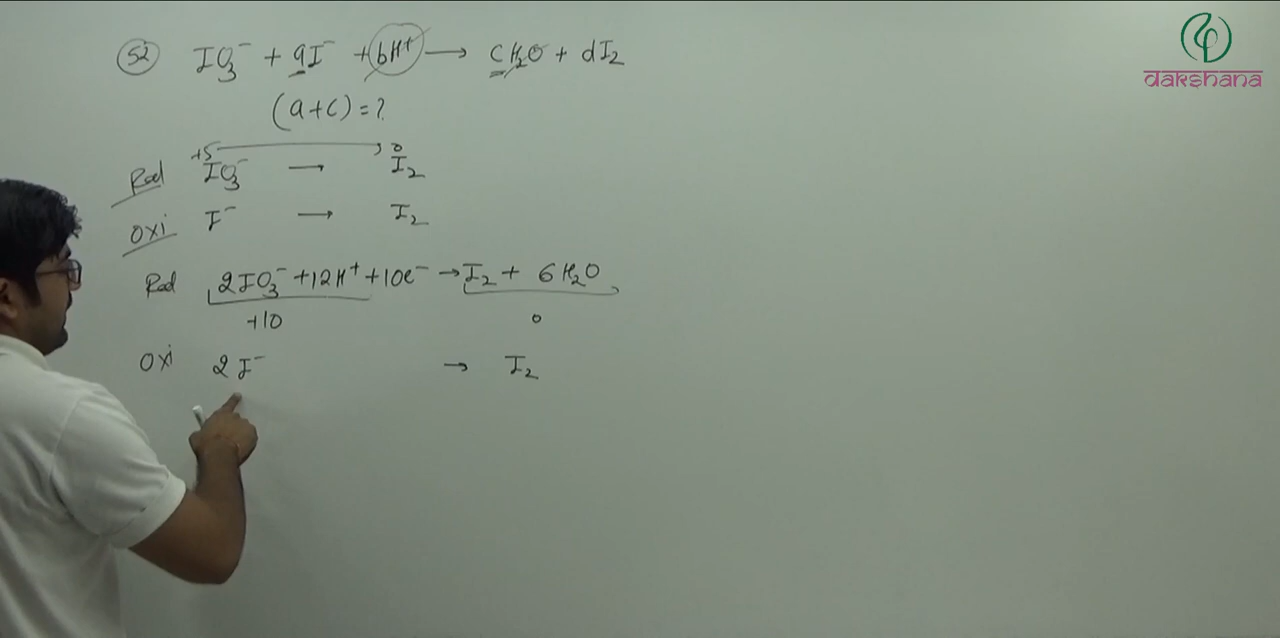 dakshana
52 IO₃⁻ + aI⁻ + bH⁺ → CH₂O + dI₂
(a+c) = ?
+5 0
Red IO₃⁻ → I₂
Oxi I⁻ → I₂
Red 2IO₃⁻ + 12H⁺ + 10e⁻ → I₂ + 6H₂O
+10 0
Oxi 2I⁻ → I₂